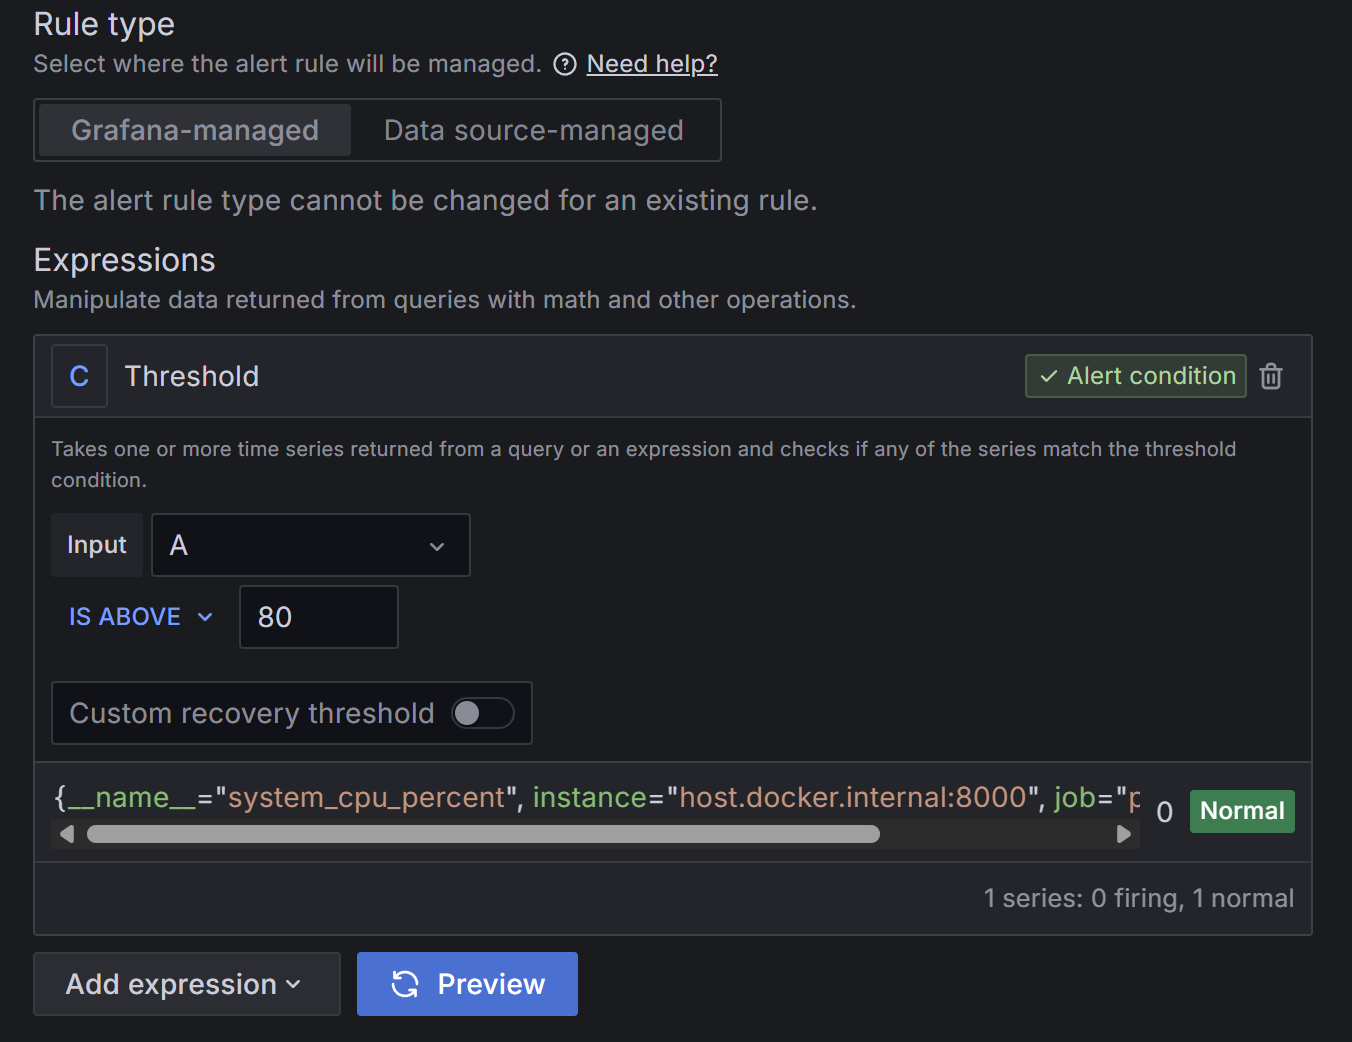 Rule type
Select where the alert rule will be managed. Need help?
Grafana-managed Data source-managed
The alert rule type cannot be changed for an existing rule.
Expressions
Manipulate data returned from queries with math and other operations.
C Threshold Alert condition
Takes one or more time series returned from a query or an expression and checks if any of the series match the threshold
condition.
Input A
IS ABOVE 80
Custom recovery threshold
{__name__="system_cpu_percent", instance="host.docker.internal:8000", job="p 0 Normal
1 series: 0 firing, 1 normal
Add expression Preview